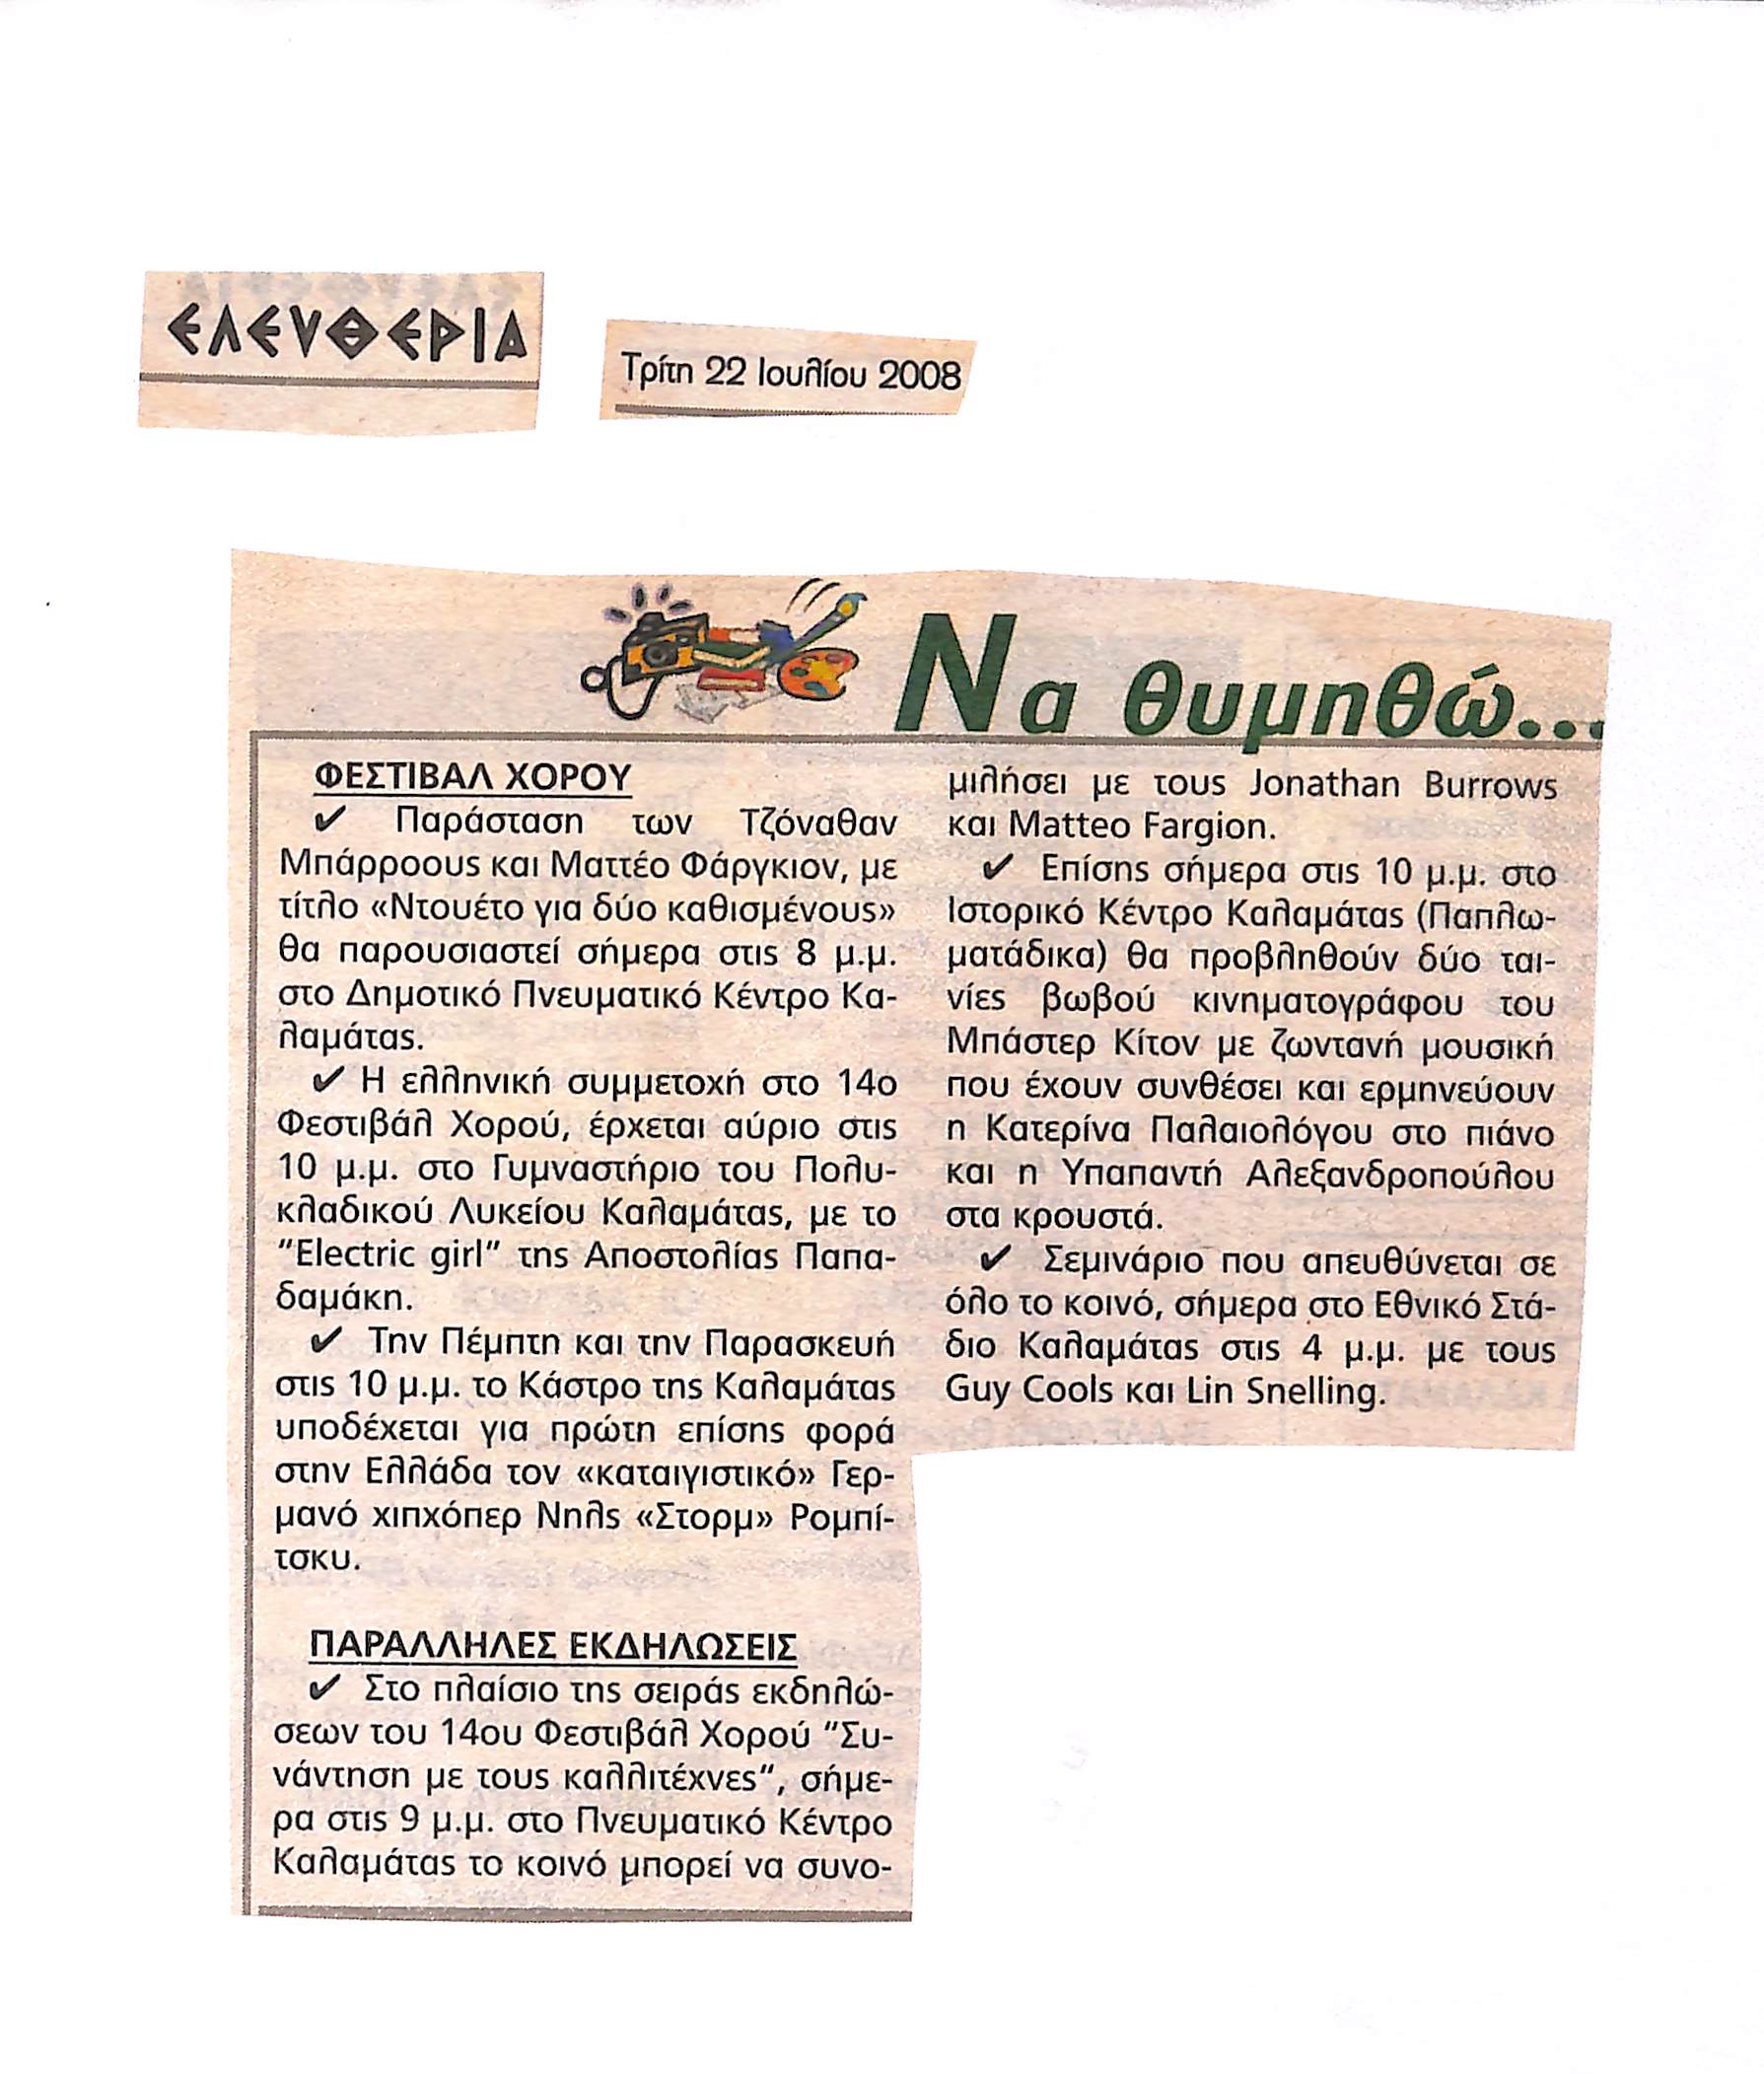 ΕΛΕΥΘΕΡΙΑ
Τρίτη 22 Ιουλίου 2008
Να θυμηθώ...
ΦΕΣΤΙΒΑΛ ΧΟΡΟΥ
✔ Παράσταση των Τζόναθαν
Μπάρροους και Ματτέο Φάργκιον, με
τίτλο «Ντουέτο για δύο καθισμένους»
θα παρουσιαστεί σήμερα στις 8 μ.μ.
στο Δημοτικό Πνευματικό Κέντρο Κα-
λαμάτας.
✔ Η ελληνική συμμετοχή στο 14ο
Φεστιβάλ Χορού, έρχεται αύριο στις
10 μ.μ. στο Γυμναστήριο του Πολυ-
κλαδικού Λυκείου Καλαμάτας, με το
"Electric girl" της Αποστολίας Παπα-
δαμάκη.
✔ Την Πέμπτη και την Παρασκευή
στις 10 μ.μ. το Κάστρο της Καλαμάτας
υποδέχεται για πρώτη επίσης φορά
στην Ελλάδα τον «καταιγιστικό» Γερ-
μανό χιπχόπερ Νηλς «Στορμ» Ρομπί-
τσκυ.
ΠΑΡΑΛΛΗΛΕΣ ΕΚΔΗΛΩΣΕΙΣ
✔ Στο πλαίσιο της σειράς εκδηλώ-
σεων του 14ου Φεστιβάλ Χορού "Συ-
νάντηση με τους καλλιτέχνες", σήμε-
ρα στις 9 μ.μ. στο Πνευματικό Κέντρο
Καλαμάτας το κοινό μπορεί να συνο-
μιλήσει με τους Jonathan Burrows
και Matteo Fargion.
✔ Επίσης σήμερα στις 10 μ.μ. στο
Ιστορικό Κέντρο Καλαμάτας (Παπλω-
ματάδικα) θα προβληθούν δύο ται-
νίες βωβού κινηματογράφου του
Μπάστερ Κίτον με ζωντανή μουσική
που έχουν συνθέσει και ερμηνεύουν
η Κατερίνα Παλαιολόγου στο πιάνο
και η Υπαπαντή Αλεξανδροπούλου
στα κρουστά.
✔ Σεμινάριο που απευθύνεται σε
όλο το κοινό, σήμερα στο Εθνικό Στά-
διο Καλαμάτας στις 4 μ.μ. με τους
Guy Cools και Lin Snelling.